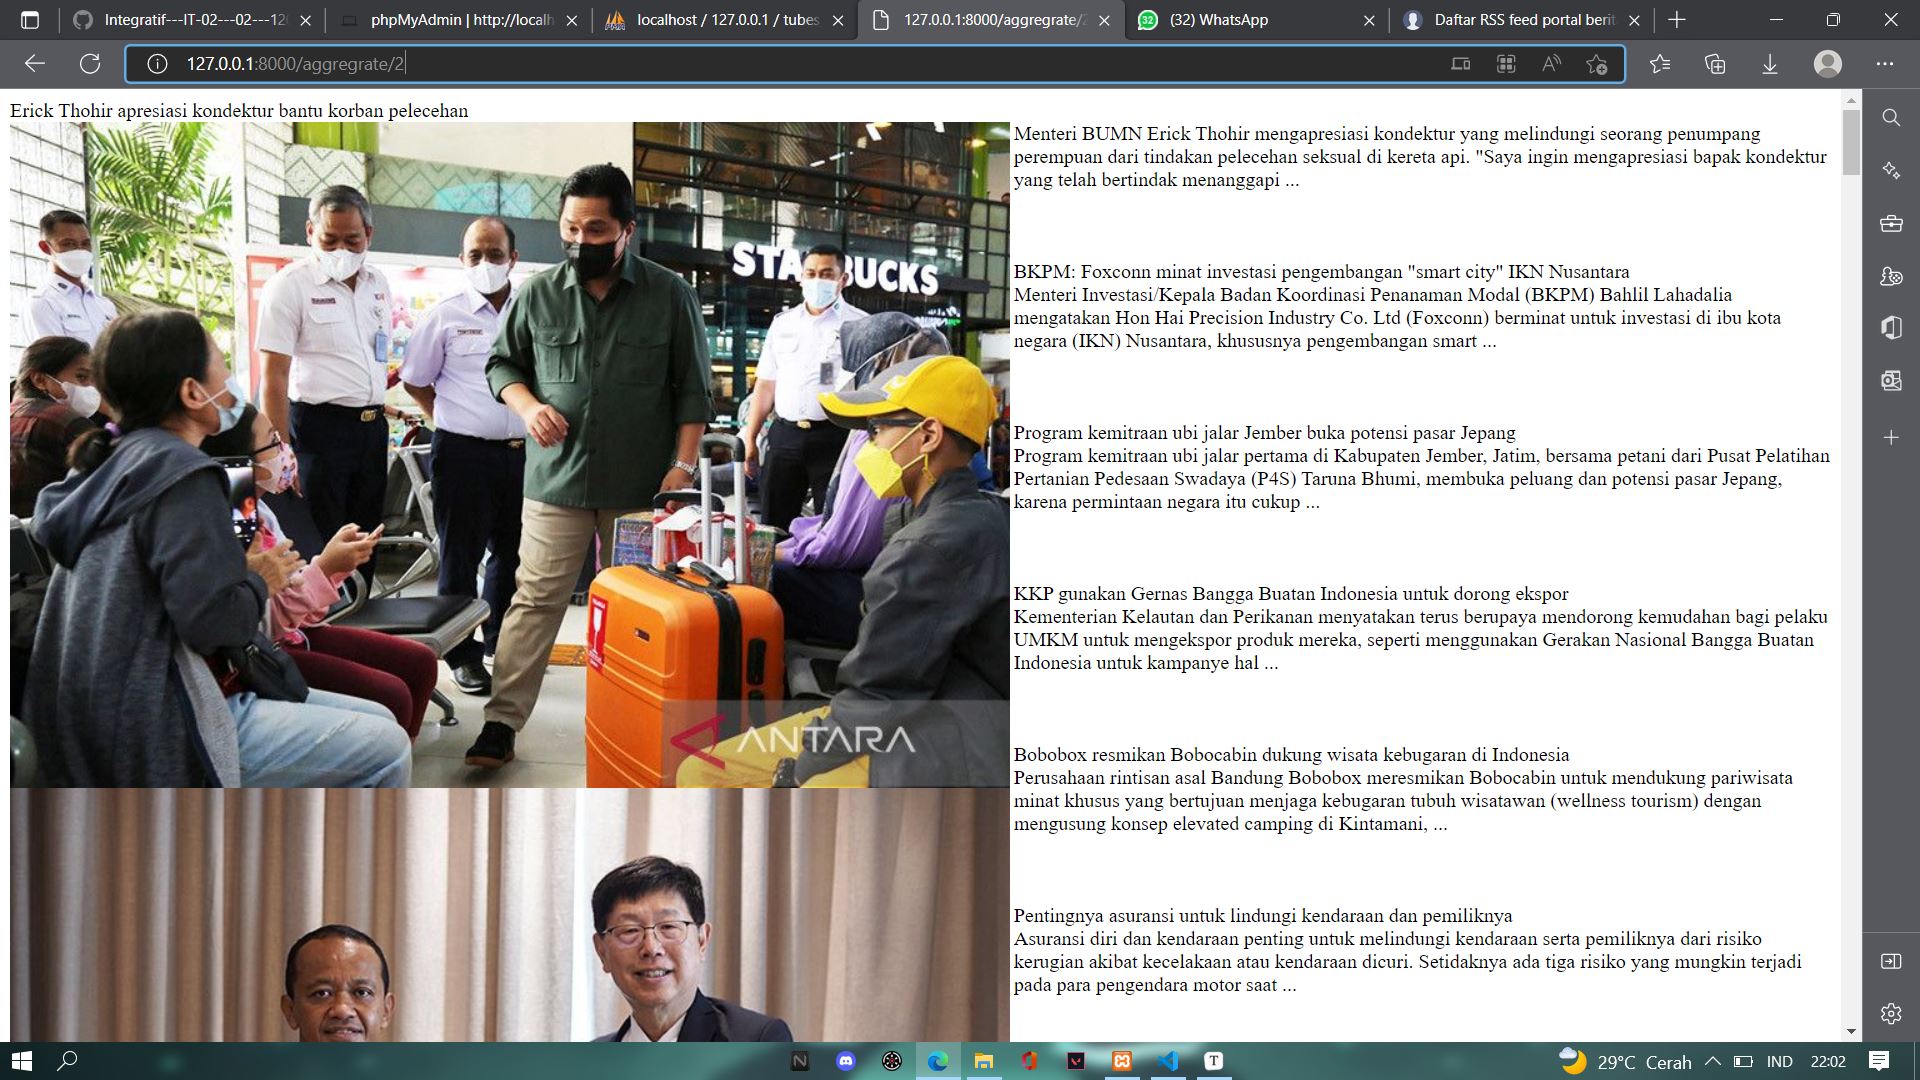 Integratif---IT-02---02---120
phpMyAdmin | http://localh
localhost / 127.0.0.1 / tubes
127.0.0.1:8000/aggregrate/2
(32) WhatsApp
Daftar RSS feed portal berit
127.0.0.1:8000/aggregrate/2
Erick Thohir apresiasi kondektur bantu korban pelecehan
STARBUCKS
ANTARA
Menteri BUMN Erick Thohir mengapresiasi kondektur yang melindungi seorang penumpang
perempuan dari tindakan pelecehan seksual di kereta api. "Saya ingin mengapresiasi bapak kondektur
yang telah bertindak menanggapi ...
BKPM: Foxconn minat investasi pengembangan "smart city" IKN Nusantara
Menteri Investasi/Kepala Badan Koordinasi Penanaman Modal (BKPM) Bahlil Lahadalia
mengatakan Hon Hai Precision Industry Co. Ltd (Foxconn) berminat untuk investasi di ibu kota
negara (IKN) Nusantara, khususnya pengembangan smart ...
Program kemitraan ubi jalar Jember buka potensi pasar Jepang
Program kemitraan ubi jalar pertama di Kabupaten Jember, Jatim, bersama petani dari Pusat Pelatihan
Pertanian Pedesaan Swadaya (P4S) Taruna Bhumi, membuka peluang dan potensi pasar Jepang,
karena permintaan negara itu cukup ...
KKP gunakan Gernas Bangga Buatan Indonesia untuk dorong ekspor
Kementerian Kelautan dan Perikanan menyatakan terus berupaya mendorong kemudahan bagi pelaku
UMKM untuk mengekspor produk mereka, seperti menggunakan Gerakan Nasional Bangga Buatan
Indonesia untuk kampanye hal ...
Bobobox resmikan Bobocabin dukung wisata kebugaran di Indonesia
Perusahaan rintisan asal Bandung Bobobox meresmikan Bobocabin untuk mendukung pariwisata
minat khusus yang bertujuan menjaga kebugaran tubuh wisatawan (wellness tourism) dengan
mengusung konsep elevated camping di Kintamani, ...
Pentingnya asuransi untuk lindungi kendaraan dan pemiliknya
Asuransi diri dan kendaraan penting untuk melindungi kendaraan serta pemiliknya dari risiko
kerugian akibat kecelakaan atau kendaraan dicuri. Setidaknya ada tiga risiko yang mungkin terjadi
pada para pengendara motor saat ...
29°C Cerah
IND
22:02